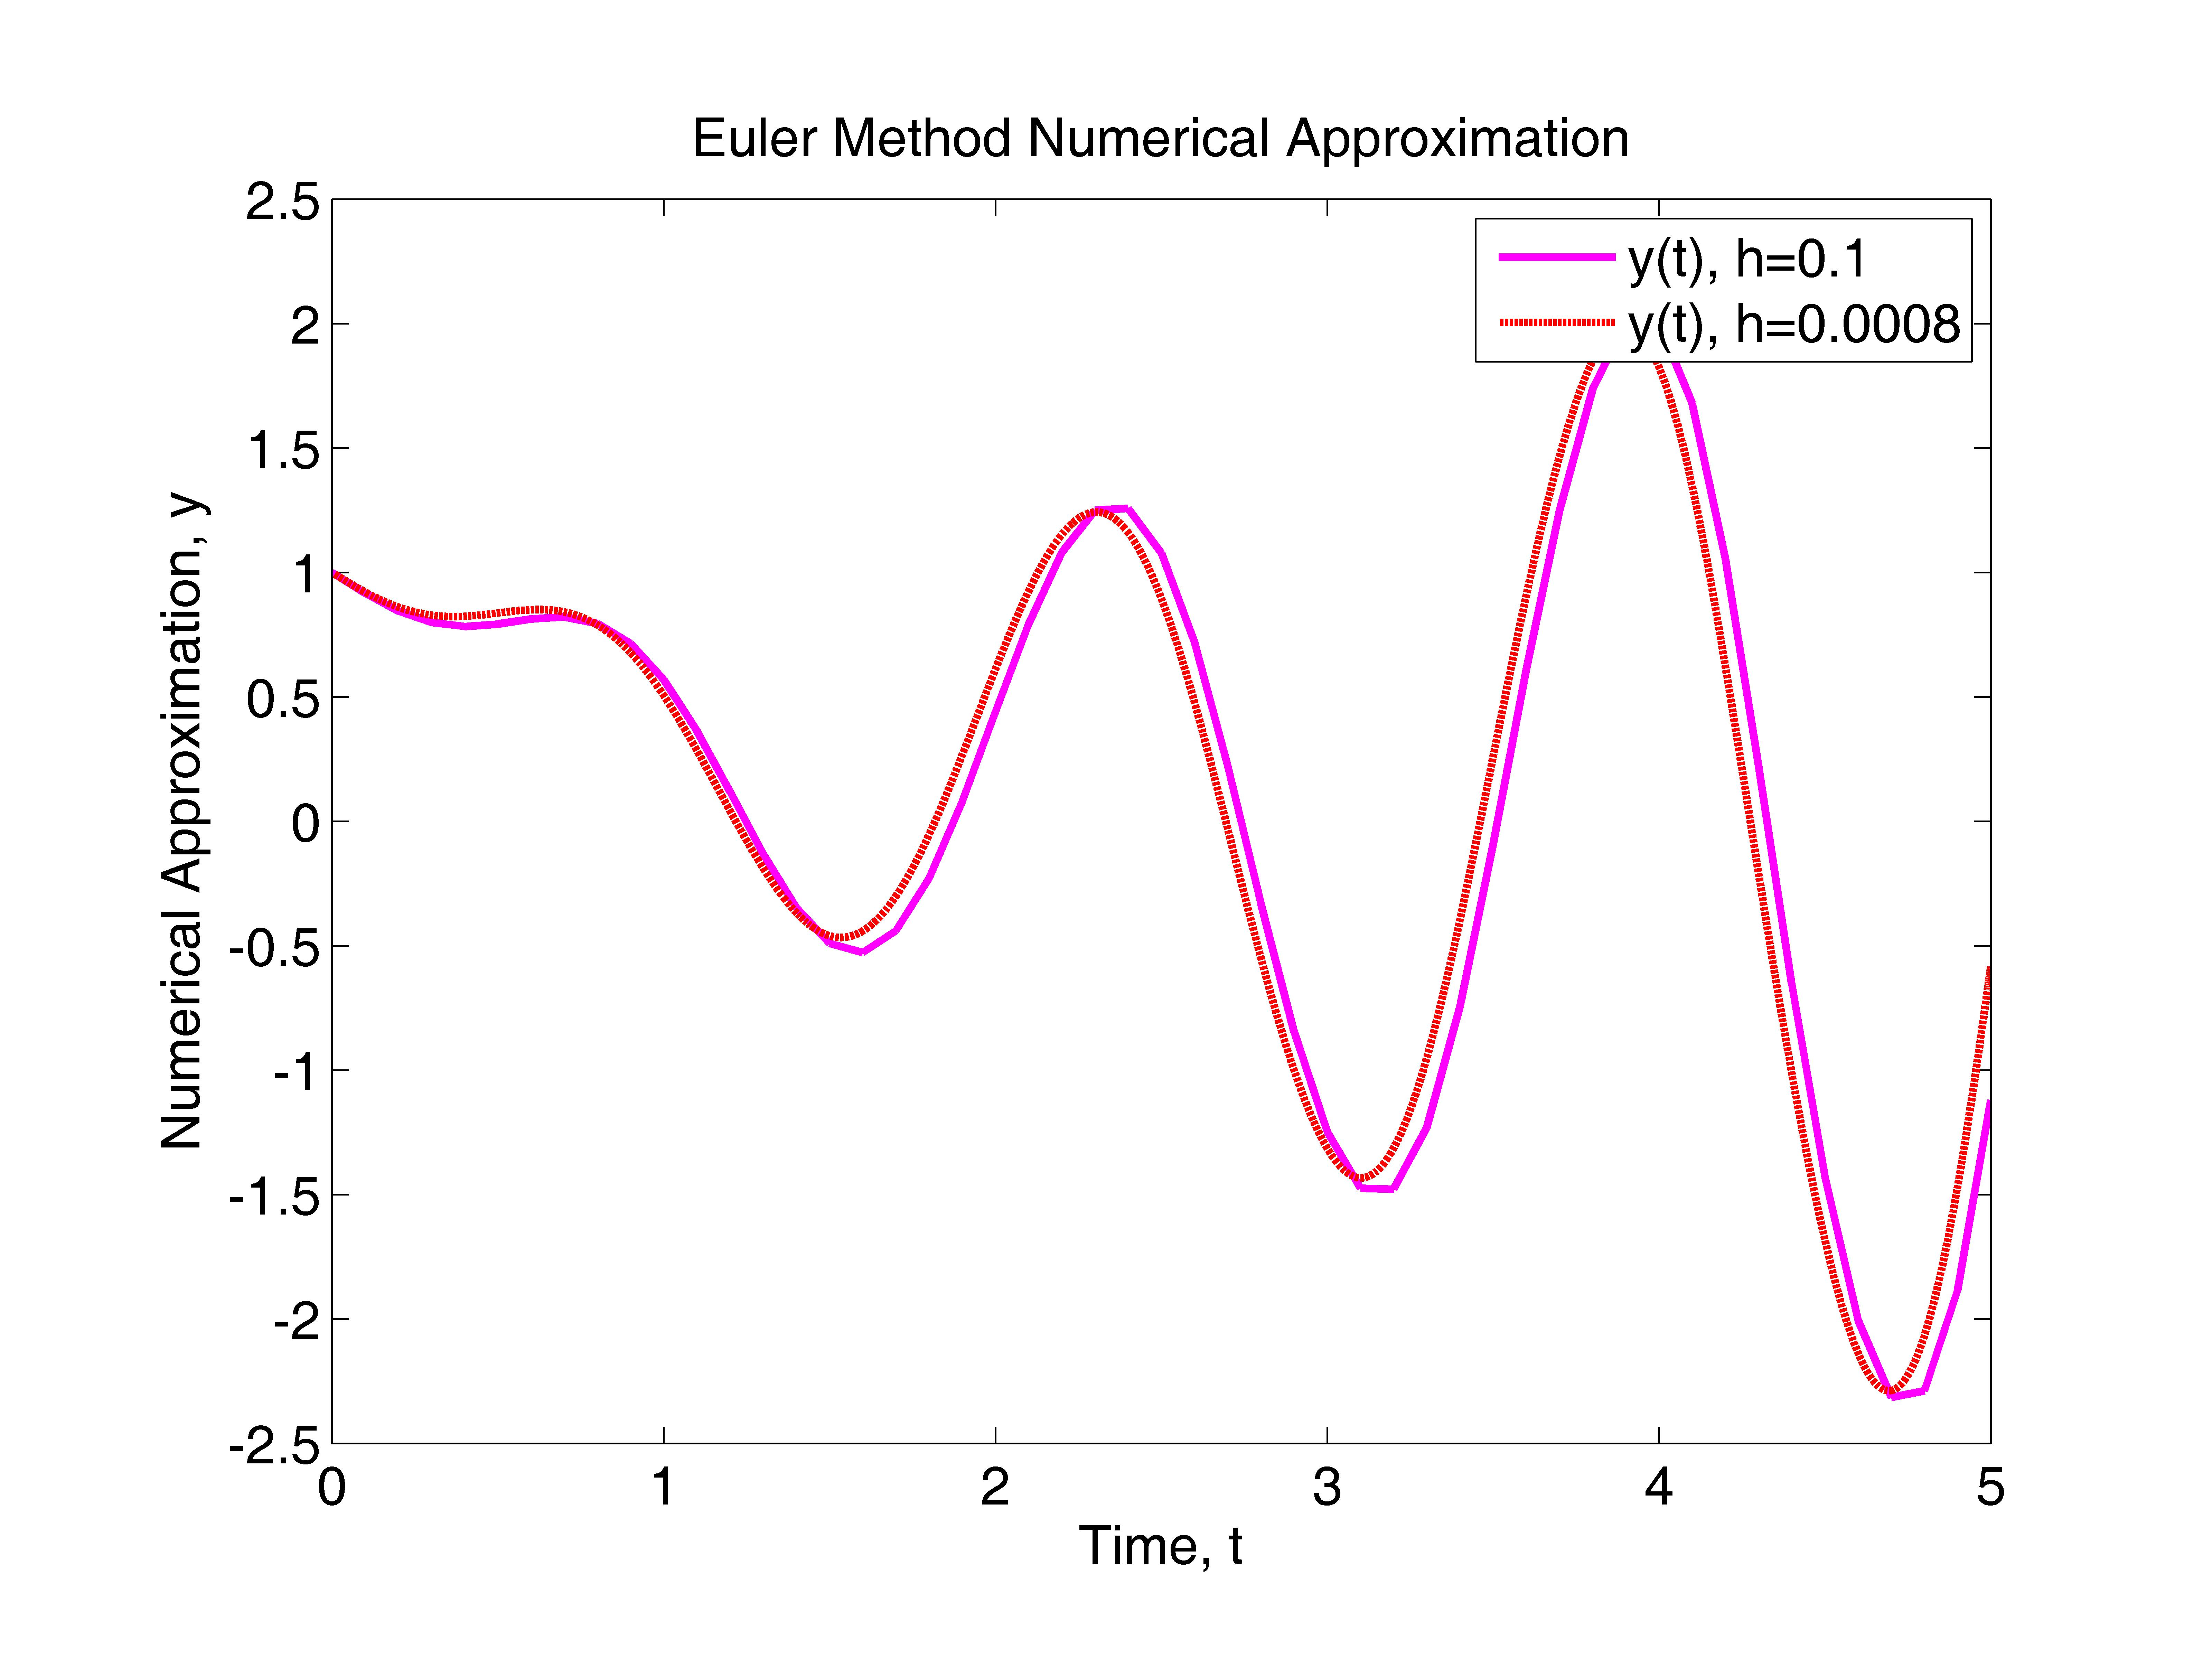 Euler Method Numerical Approximation
y(t), h=0.1
y(t), h=0.0008
Numerical Approximation, y
2.5
2
1.5
1
0.5
0
-0.5
-1
-1.5
-2
-2.5
0 1 2 3 4 5
Time, t